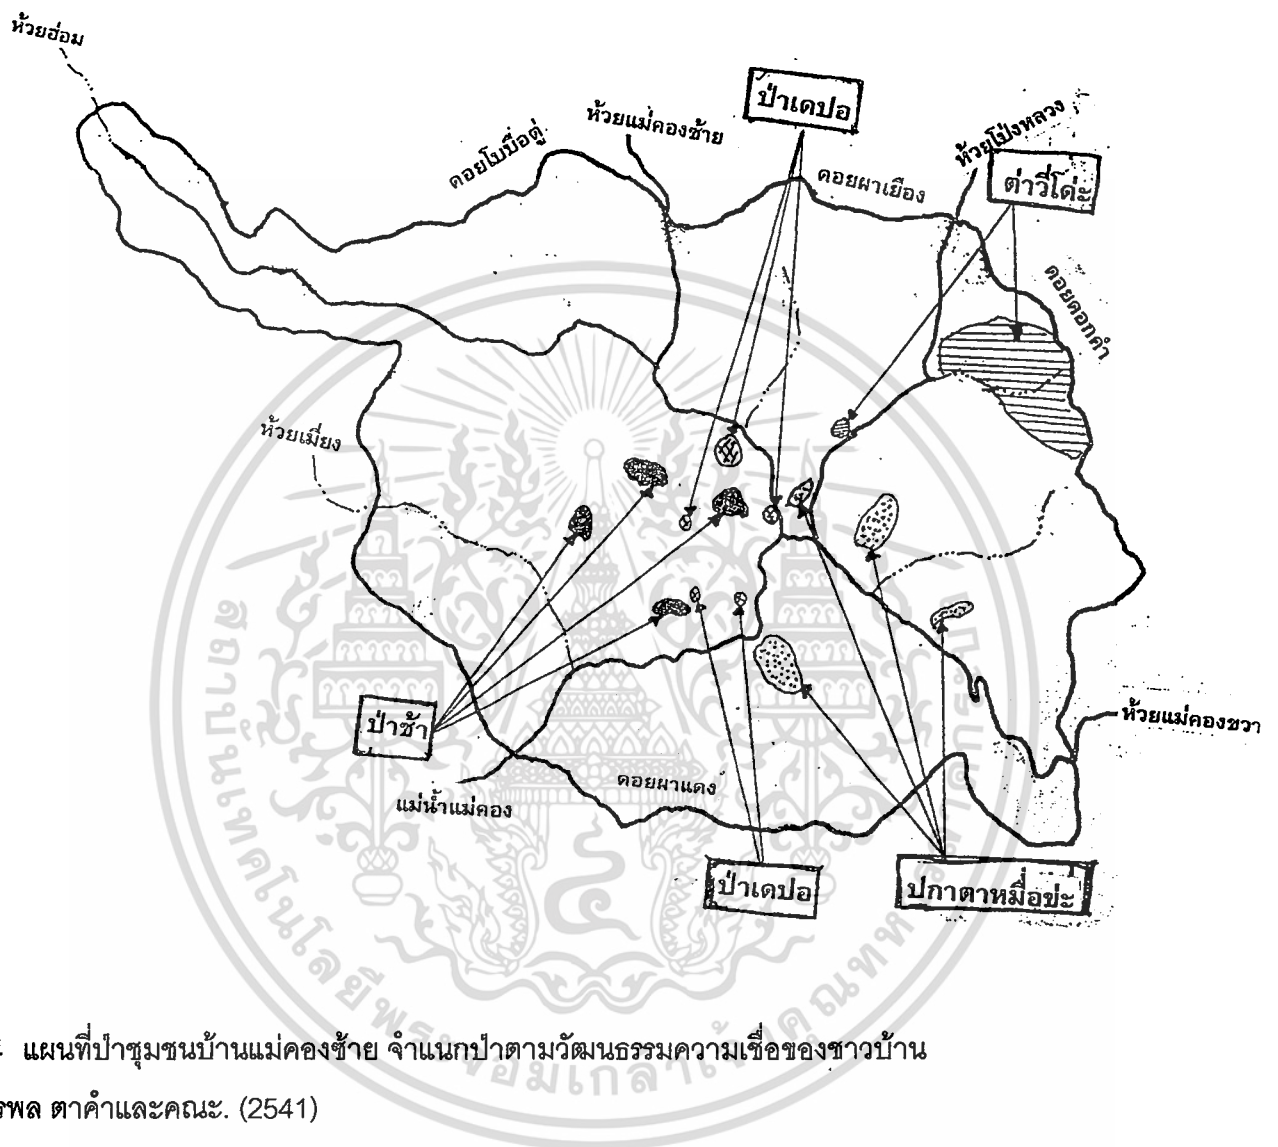 ห้วยฮ่อม
ป่าเดปอ
ห้วยแม่คองซ้าย
ห้วยโป่งหลวง
ดอยโบบื่อตู่
ดอยผาเยือง
ต่าวีโด่ะ
ดอยดอกคำ
ห้วยเมี่ยง
ป่าช้า
ห้วยแม่คองขวา
แม่น้ำแม่คอง
ดอยผาแดง
ป่าเดปอ
ปกาตาหมื่อข่ะ
แผนที่ป่าชุมชนบ้านแม่คองซ้าย จำแนกป่าตามวัฒนธรรมความเชื่อของชาวบ้าน
รพล ตาคำและคณะ. (2541)